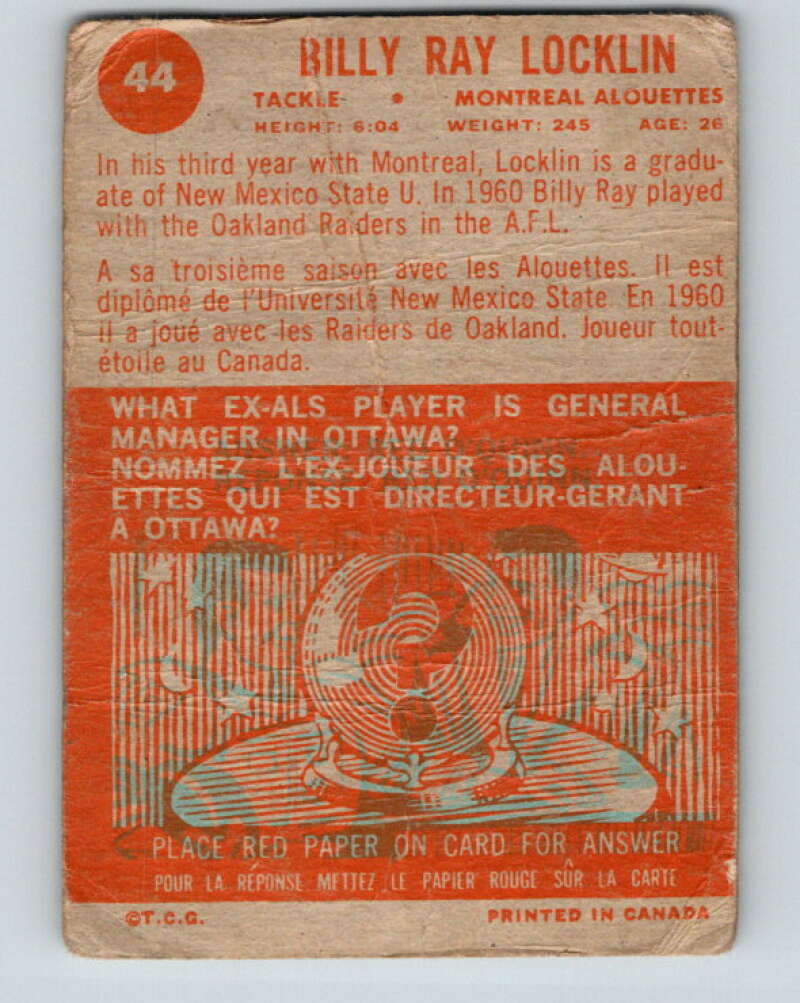 44
BILLY RAY LOCKLIN
TACKLE • MONTREAL ALOUETTES
HEIGHT: 6:04 WEIGHT: 245 AGE: 26
In his third year with Montreal, Locklin is a gradu-
ate of New Mexico State U. In 1960 Billy Ray played
with the Oakland Raiders in the A.F.L.
A sa troisième saison avec les Alouettes. Il est
diplômé de l'Université New Mexico State. En 1960
il a joué avec les Raiders de Oakland. Joueur tout-
étoile au Canada.
WHAT EX-ALS PLAYER IS GENERAL
MANAGER IN OTTAWA?
NOMMEZ L'EX-JOUEUR DES ALOU-
ETTES QUI EST DIRECTEUR-GERANT
A OTTAWA?
PLACE RED PAPER ON CARD FOR ANSWER
POUR LA RÉPONSE METTEZ LE PAPIER ROUGE SÛR LA CARTE
©T.C.G. PRINTED IN CANADA